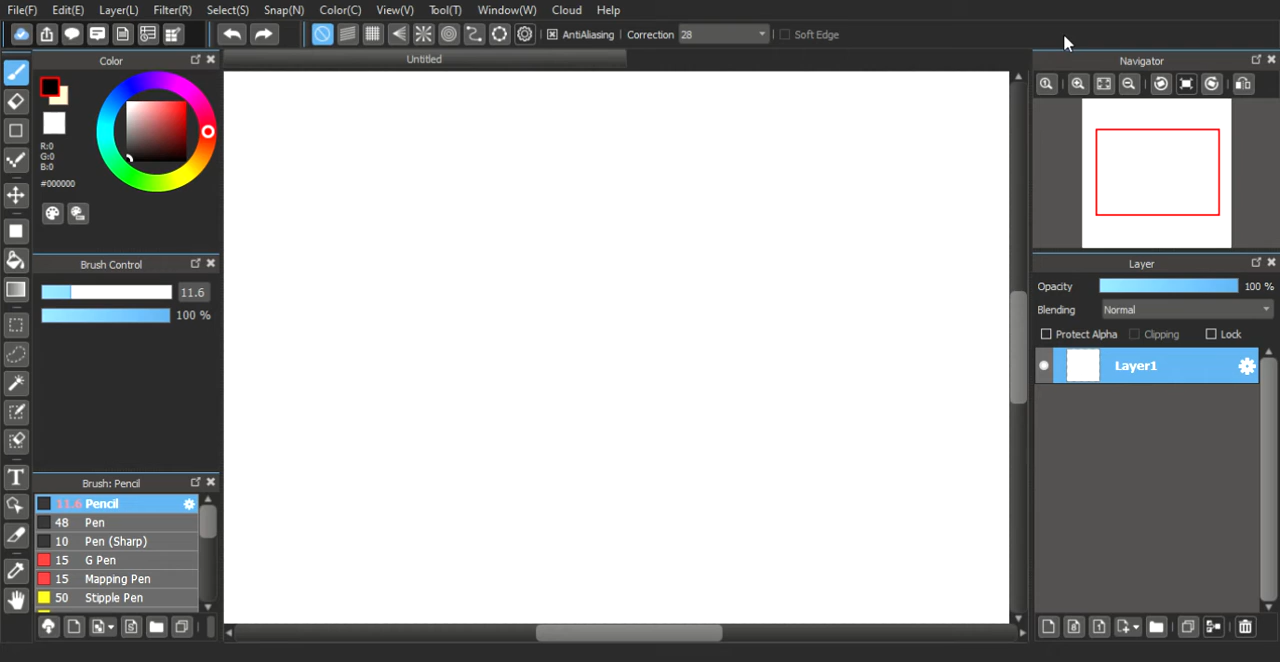 File(F) Edit(E) Layer(L) Filter(R) Select(S) Snap(N) Color(C) View(V) Tool(T) Window(W) Cloud Help
AntiAliasing Correction 28 Soft Edge
Untitled
Color
R:0
G:0
B:0
#000000
Brush Control
11.6
100 %
Brush: Pencil
11.6 Pencil
48 Pen
10 Pen (Sharp)
15 G Pen
15 Mapping Pen
50 Stipple Pen
T
Navigator
Layer
Opacity 100 %
Blending Normal
Protect Alpha Clipping Lock
Layer1